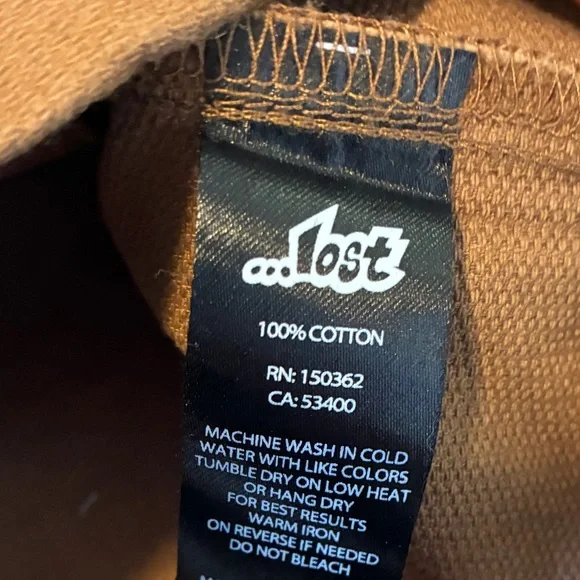 ...lost
100% COTTON
RN: 150362
CA: 53400
MACHINE WASH IN COLD
WATER WITH LIKE COLORS
TUMBLE DRY ON LOW HEAT
OR HANG DRY
FOR BEST RESULTS
WARM IRON
ON REVERSE IF NEEDED
DO NOT BLEACH